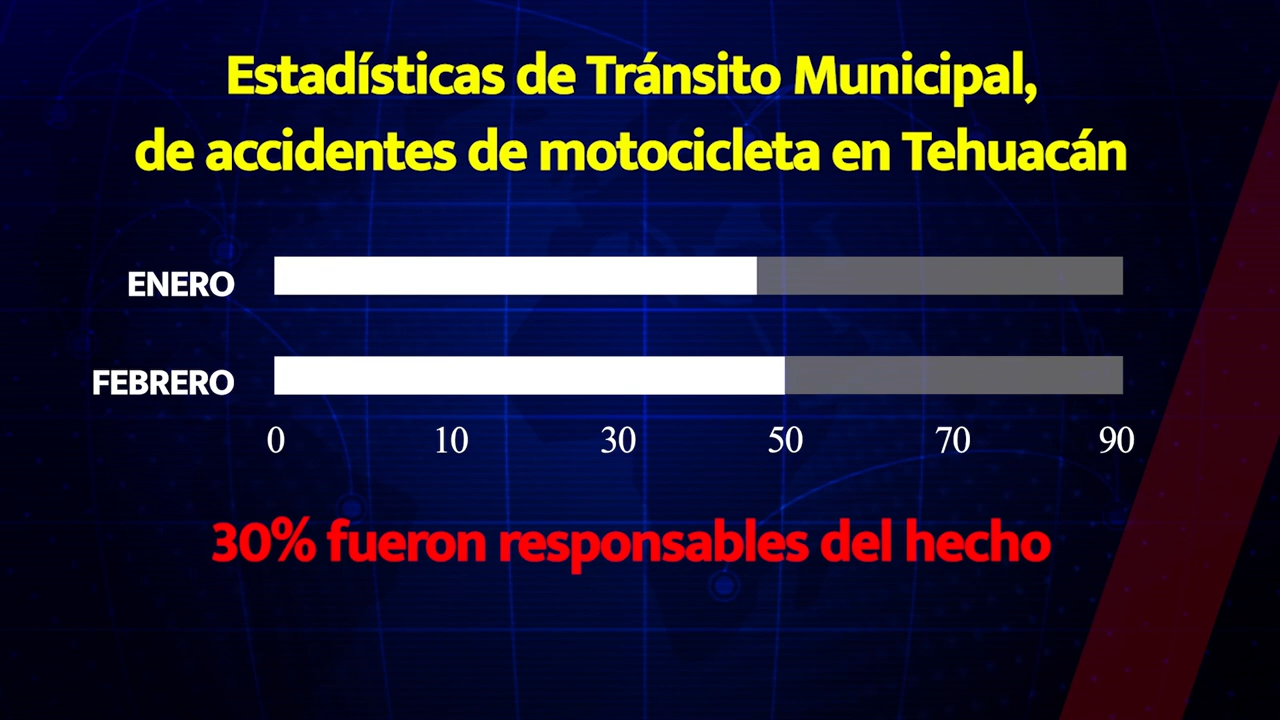 Estadísticas de Tránsito Municipal,
de accidentes de motocicleta en Tehuacán
ENERO
FEBRERO
0 10 30 50 70 90
30% fueron responsables del hecho